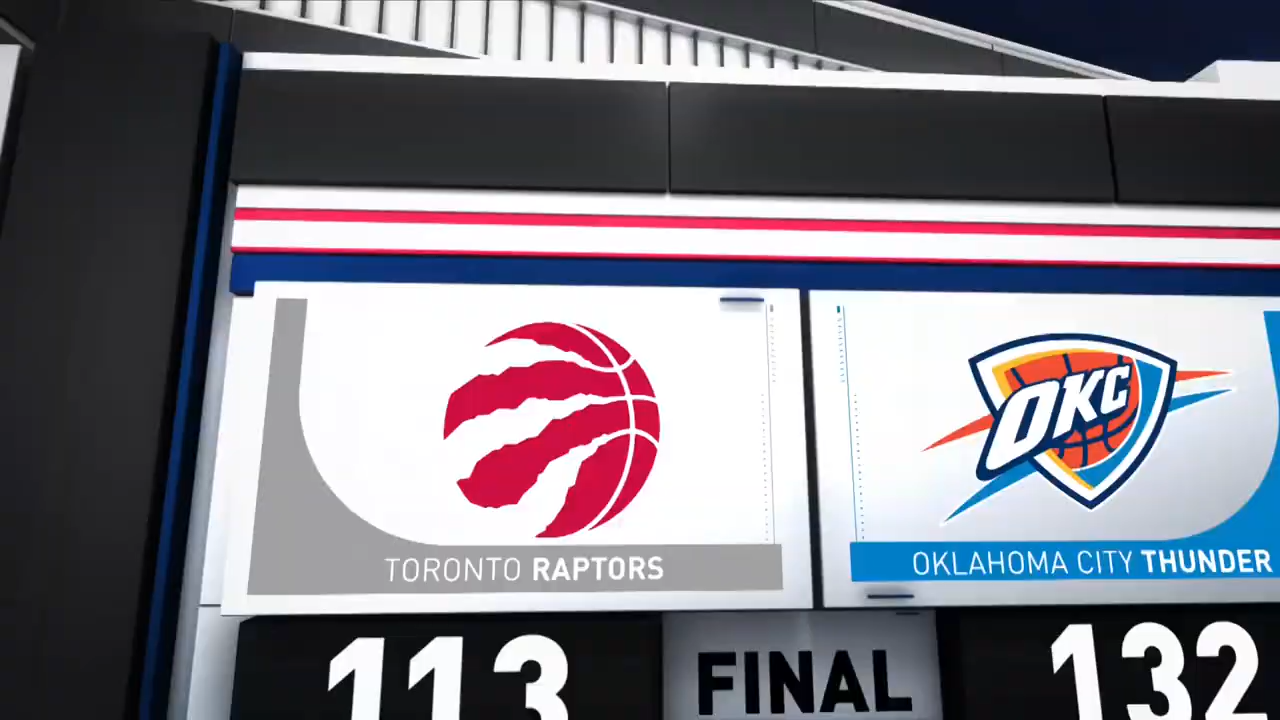 OKC
TORONTO RAPTORS
OKLAHOMA CITY THUNDER
113
FINAL
132